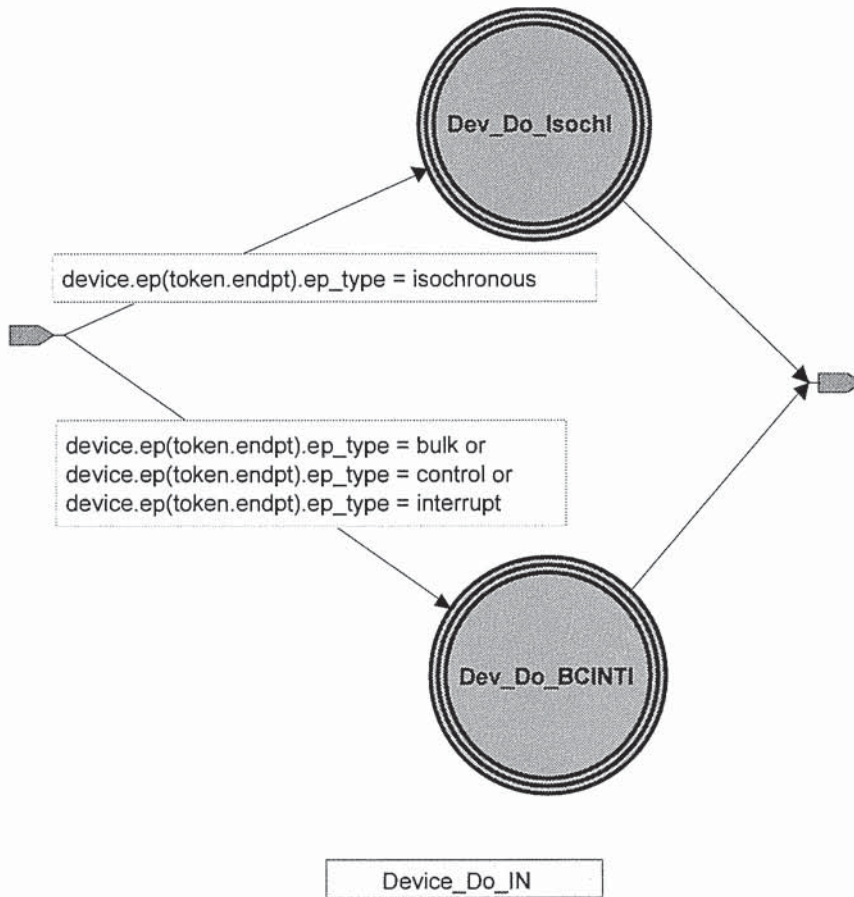 Dev_Do_IsochI
device.ep(token.endpt).ep_type = isochronous
device.ep(token.endpt).ep_type = bulk or
device.ep(token.endpt).ep_type = control or
device.ep(token.endpt).ep_type = interrupt
Dev_Do_BCINTI
Device_Do_IN